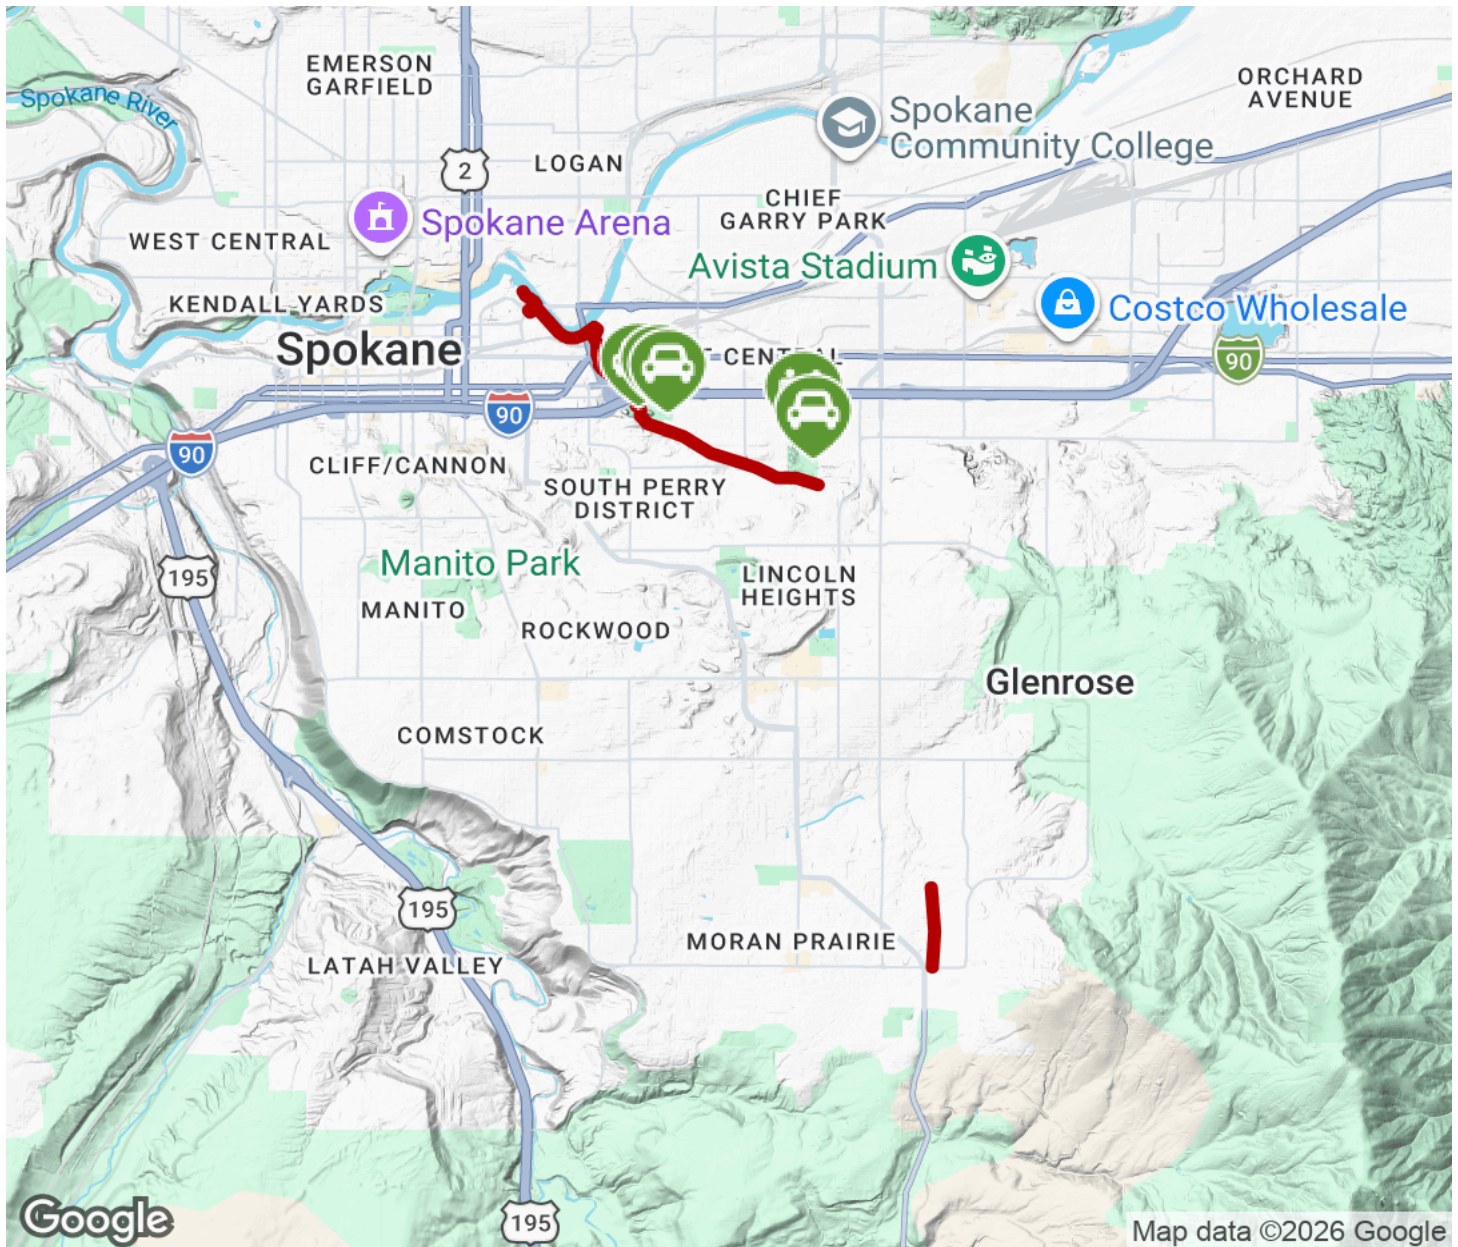 EMERSON
GARFIELD
ORCHARD
AVENUE
Spokane River
Spokane
Community College
2
LOGAN
CHIEF
GARRY PARK
Spokane Arena
WEST CENTRAL
Avista Stadium
KENDALL YARDS
Costco Wholesale
Spokane
CENTRAL
90
90
90
CLIFF/CANNON
SOUTH PERRY
DISTRICT
Manito Park
195
LINCOLN
HEIGHTS
MANITO
ROCKWOOD
Glenrose
COMSTOCK
195
MORAN PRAIRIE
LATAH VALLEY
195
Google
Map data ©2026 Google